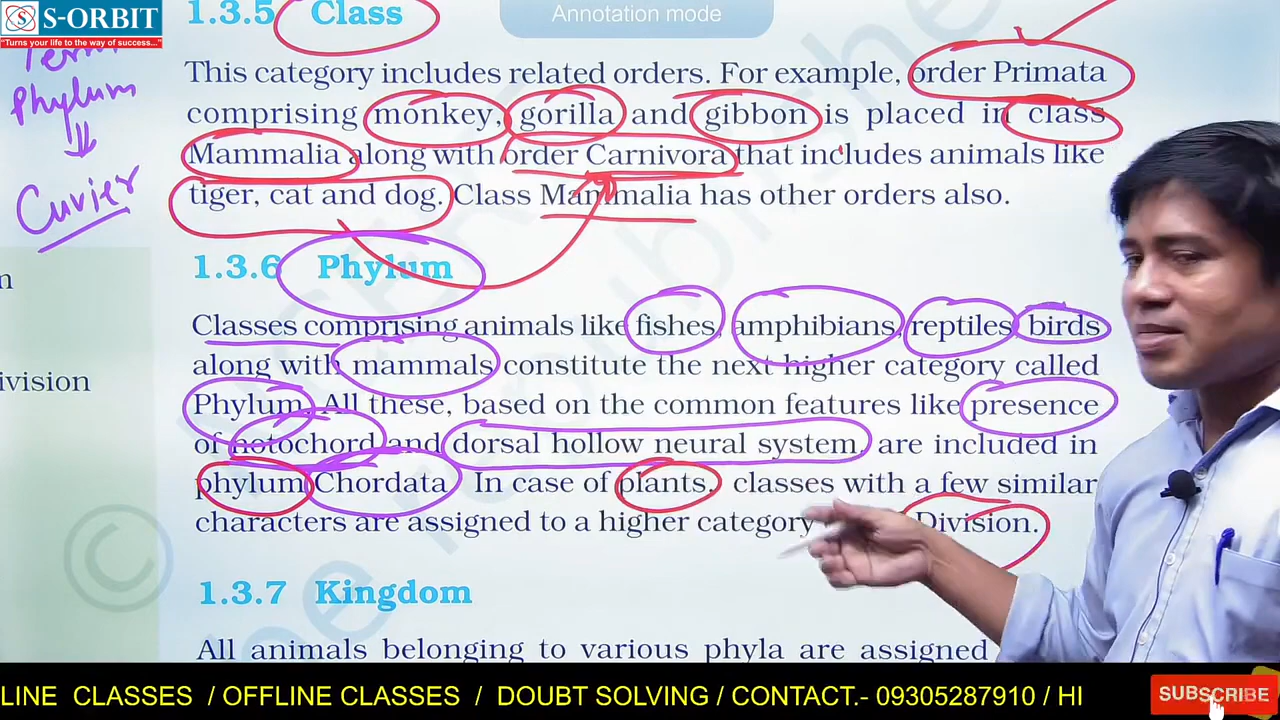 S-ORBIT
"Turns your life to the way of success..."
Annotation mode
1.3.5 Class
Term
Phylum
Cuvier
This category includes related orders. For example, order Primata
comprising monkey, gorilla and gibbon is placed in class
Mammalia along with order Carnivora that includes animals like
tiger, cat and dog. Class Mammalia has other orders also.
1.3.6 Phylum
Classes comprising animals like fishes, amphibians, reptiles, birds
along with mammals constitute the next higher category called
Phylum. All these, based on the common features like presence
of notochord and dorsal hollow neural system, are included in
phylum Chordata. In case of plants, classes with a few similar
characters are assigned to a higher category Division.
n
ivision
1.3.7 Kingdom
All animals belonging to various phyla are assigned
LINE CLASSES / OFFLINE CLASSES / DOUBT SOLVING / CONTACT.- 09305287910 / HI
SUBSCRIBE